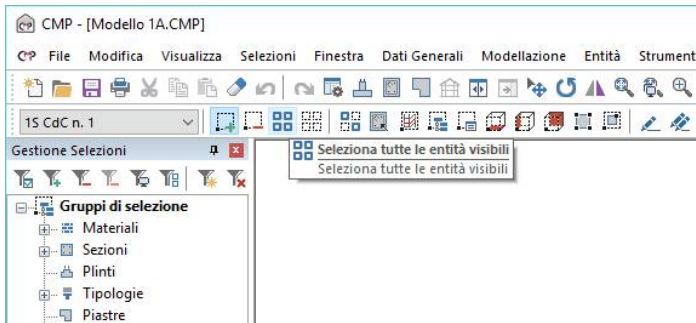 CMP - [Modello 1A.CMP]
File Modifica Visualizza Selezioni Finestra Dati Generali Modellazione Entità Strument
1S CdC n. 1
Gestione Selezioni
Seleziona tutte le entità visibili
Seleziona tutte le entità visibili
Gruppi di selezione
Materiali
Sezioni
Plinti
Tipologie
Piastre